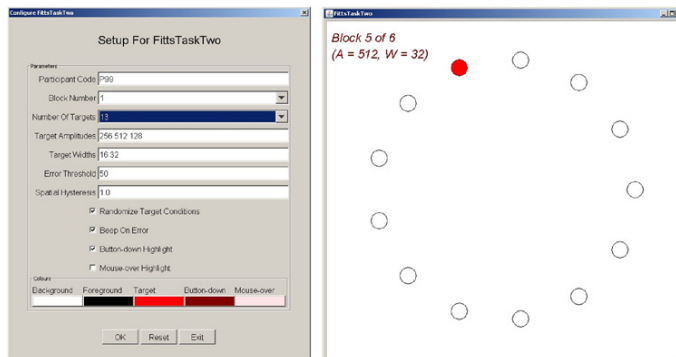 Configure FittsTaskTwo
Setup For FittsTaskTwo
Parameters
Participant Code P99
Block Number 1
Number Of Targets 13
Target Amplitudes 256 512 128
Target Widths 16 32
Error Threshold 50
Spatial Hysteresis 1.0
Randomize Target Conditions
Beep On Error
Button-down Highlight
Mouse-over Highlight
Colours
Background Foreground Target Button-down Mouse-over
OK Reset Exit
FittsTaskTwo
Block 5 of 6
(A = 512, W = 32)